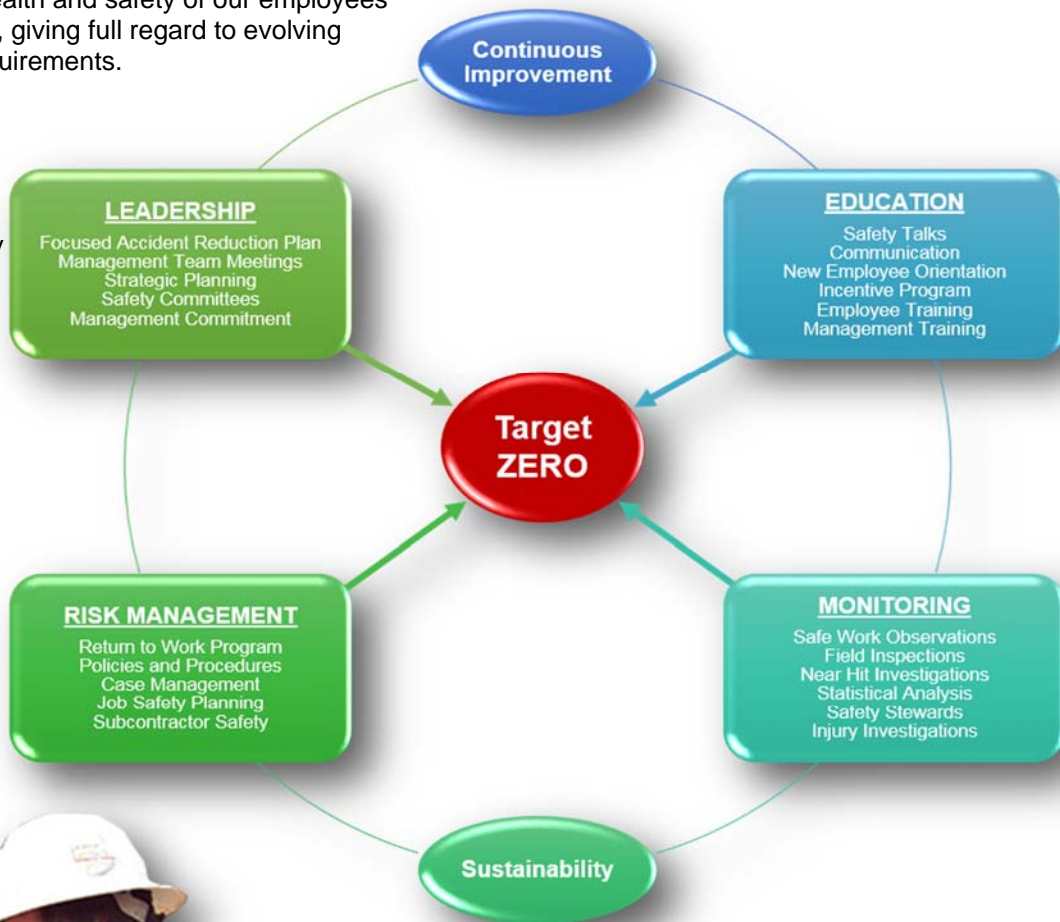 ealth and safety of our employees
, giving full regard to evolving
uirements.
Continuous
Improvement
LEADERSHIP
Focused Accident Reduction Plan
Management Team Meetings
Strategic Planning
Safety Committees
Management Commitment
y
EDUCATION
Safety Talks
Communication
New Employee Orientation
Incentive Program
Employee Training
Management Training
Target
ZERO
RISK MANAGEMENT
Return to Work Program
Policies and Procedures
Case Management
Job Safety Planning
Subcontractor Safety
MONITORING
Safe Work Observations
Field Inspections
Near Hit Investigations
Statistical Analysis
Safety Stewards
Injury Investigations
Sustainability